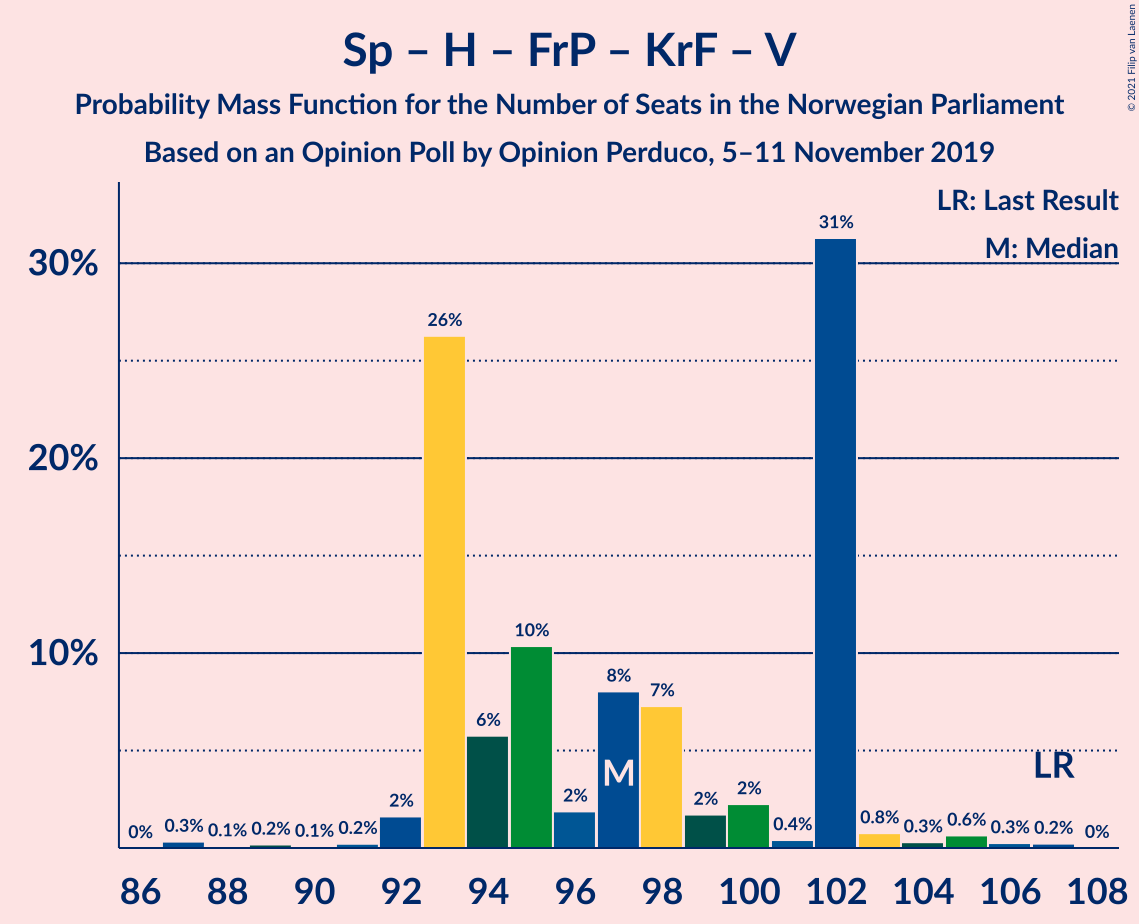 Sp – H – FrP – KrF – V
Probability Mass Function for the Number of Seats in the Norwegian Parliament
Based on an Opinion Poll by Opinion Perduco, 5–11 November 2019
© 2021 Filip van Laenen
LR: Last Result
M: Median
30%
20%
10%
0% 0.3% 0.1% 0.2% 0.1% 0.2% 2% 26% 6% 10% 2% 8% 7% 2% 2% 0.4% 31% 0.8% 0.3% 0.6% 0.3% 0.2% 0%
M
LR
86 88 90 92 94 96 98 100 102 104 106 108